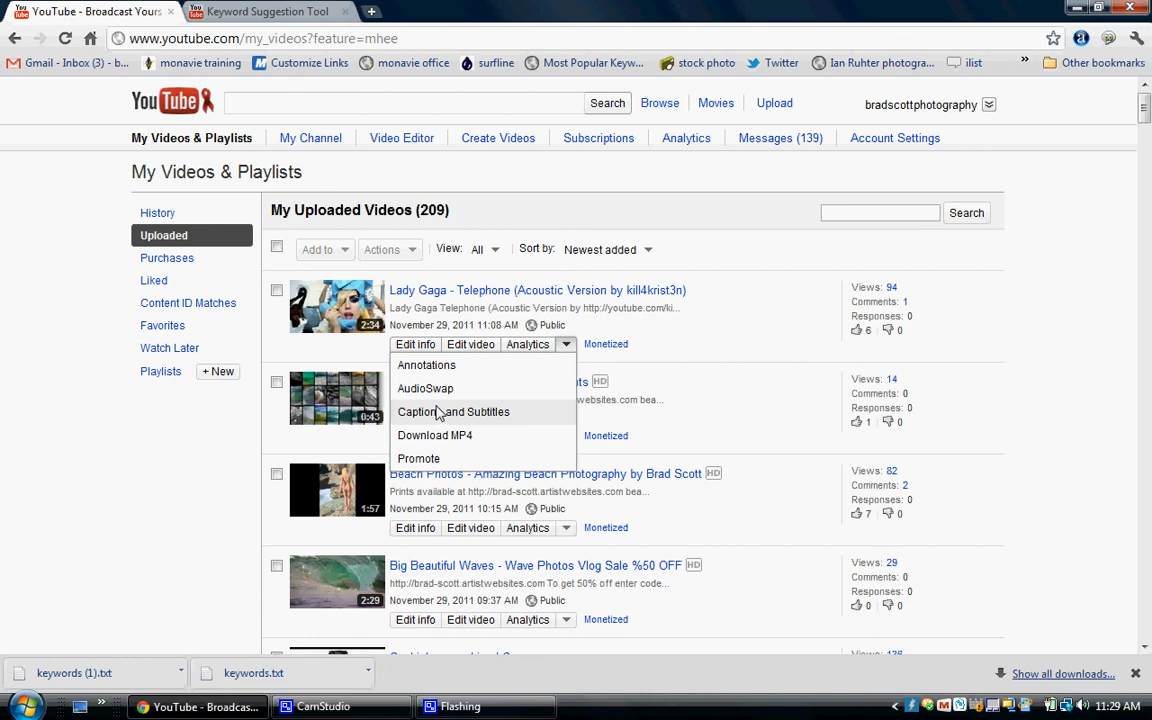 YouTube - Broadcast Yours
Keyword Suggestion Tool
www.youtube.com/my_videos?feature=mhee
Gmail - Inbox (3) - b...
monavie training
Customize Links
monavie office
surfline
Most Popular Keyw...
stock photo
Twitter
Ian Ruhter photogra...
ilist
Other bookmarks
YouTube
Search
Browse
Movies
Upload
bradscottphotography
My Videos & Playlists
My Channel
Video Editor
Create Videos
Subscriptions
Analytics
Messages (139)
Account Settings
My Videos & Playlists
History
Uploaded
Purchases
Liked
Content ID Matches
Favorites
Watch Later
Playlists
+ New
My Uploaded Videos (209)
Search
Add to
Actions
View: All
Sort by: Newest added
2:34
Lady Gaga - Telephone (Acoustic Version by kill4krist3n)
Lady Gaga Telephone (Acoustic Version by http://youtube.com/ki...
November 29, 2011 11:08 AM Public
Edit info Edit video Analytics Monetized
Views: 94
Comments: 1
Responses: 0
6 0
Annotations
AudioSwap
Captions and Subtitles
Download MP4
Promote
0:43
nts HD
websites.com bea...
Monetized
Views: 14
Comments: 0
Responses: 0
1 0
1:57
Beach Photos - Amazing Beach Photography by Brad Scott HD
Prints available at http://brad-scott.artistwebsites.com bea...
November 29, 2011 10:15 AM Public
Edit info Edit video Analytics Monetized
Views: 82
Comments: 2
Responses: 0
7 0
2:29
Big Beautiful Waves - Wave Photos Vlog Sale %50 OFF HD
http://brad-scott.artistwebsites.com To get 50% off enter code...
November 29, 2011 09:37 AM Public
Edit info Edit video Analytics Monetized
Views: 29
Comments: 0
Responses: 0
0 0
keywords (1).txt
keywords.txt
Show all downloads...
YouTube - Broadcas...
CamStudio
Flashing
11:29 AM